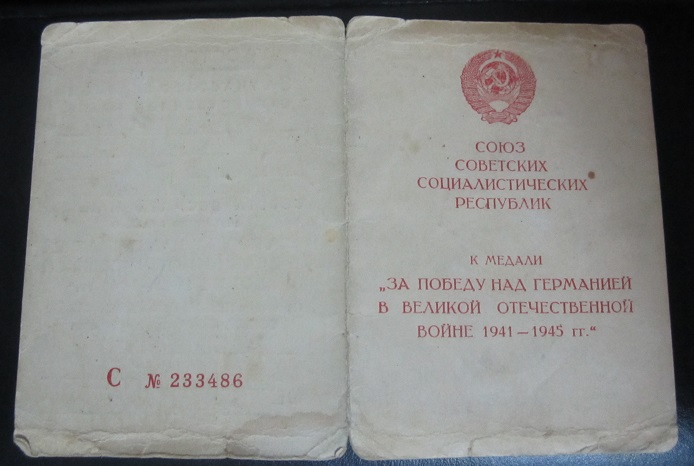 С № 233486
СОЮЗ
СОВЕТСКИХ
СОЦИАЛИСТИЧЕСКИХ
РЕСПУБЛИК
К МЕДАЛИ
„ЗА ПОБЕДУ НАД ГЕРМАНИЕЙ
В ВЕЛИКОЙ ОТЕЧЕСТВЕННОЙ
ВОЙНЕ 1941—1945 гг.“